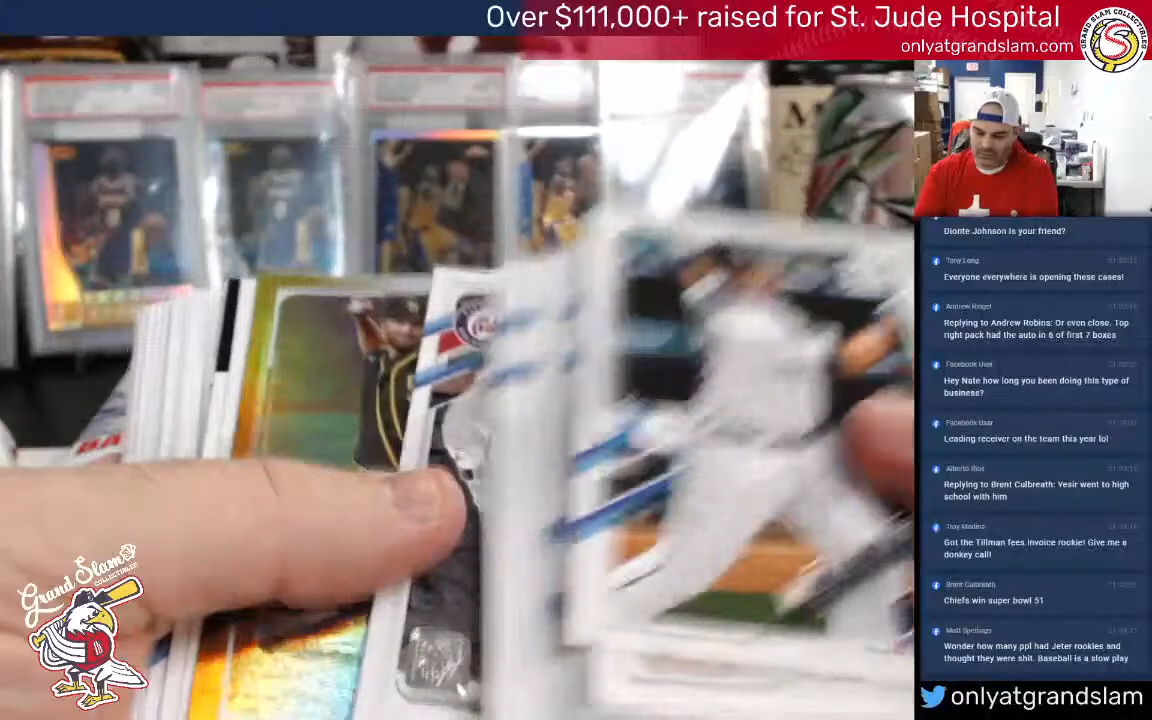 Over $111,000+ raised for St. Jude Hospital
onlyatgrandslam.com
GRAND SLAM COLLECTIBLES
Dionte Johnson is your friend?
Tony Long
Everyone everywhere is opening these cases!
Andrew Ringel
Replying to Andrew Robins: Or even close. Top
right pack had the auto in 6 of first 7 boxes
Facebook User
Hey Nate how long you been doing this type of
business?
Facebook User
Leading receiver on the team this year lol
Alberto Rios
Replying to Brent Culbreath: Yesir went to high
school with him
Troy Medina
Got the Tillman fees invoice rookie! Give me a
donkey call!
Brent Culbreath
Chiefs win super bowl 51
Matt Spellings
Wonder how many ppl had Jeter rookies and
thought they were shit. Baseball is a slow play
Grand Slam
COLLECTIBLES
onlyatgrandslam